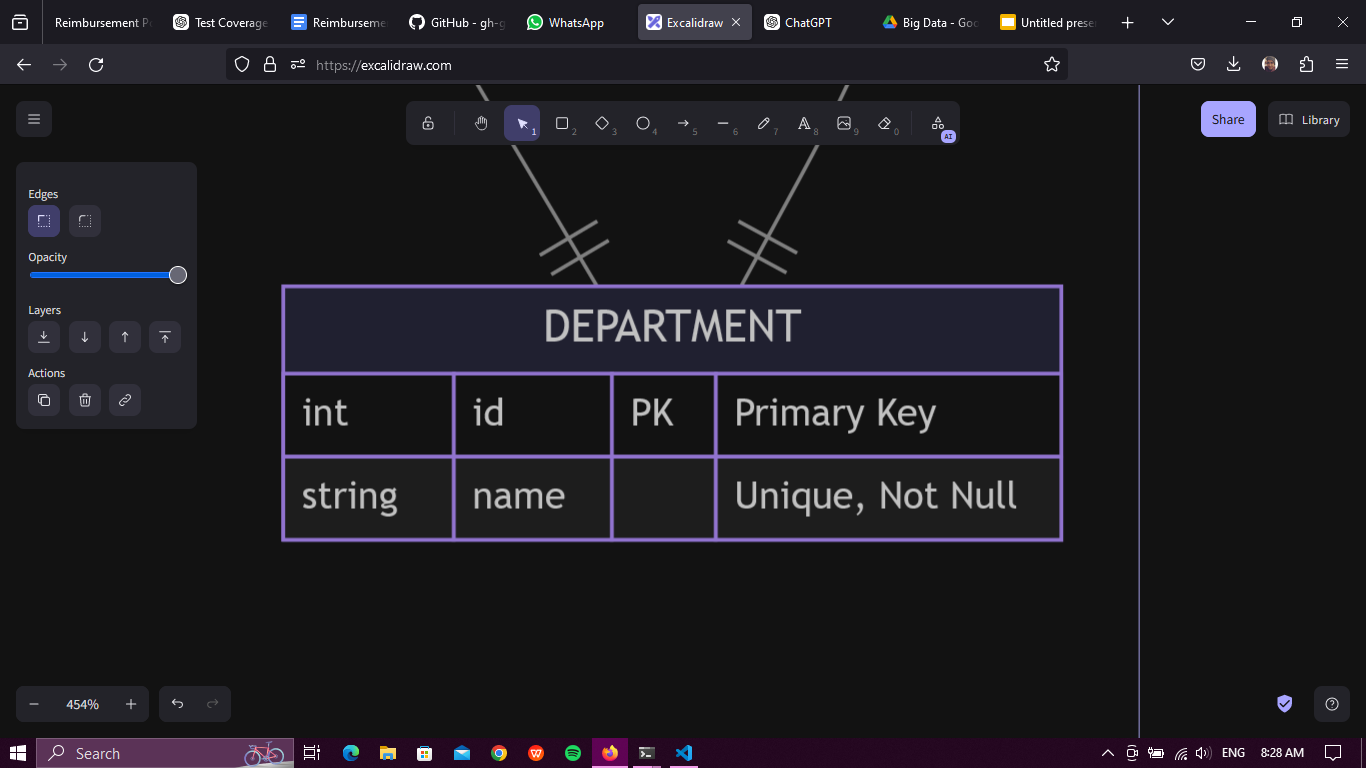 Reimbursement P
Test Coverage
Reimburseme
GitHub - gh-g
WhatsApp
Excalidraw
ChatGPT
Big Data - Goo
Untitled prese
https://excalidraw.com
1
2
3
4
5
6
7
8
9
0
AI
Share
Library
Edges
Opacity
Layers
Actions
DEPARTMENT
int id PK Primary Key
string name Unique, Not Null
454%
Search
ENG
8:28 AM